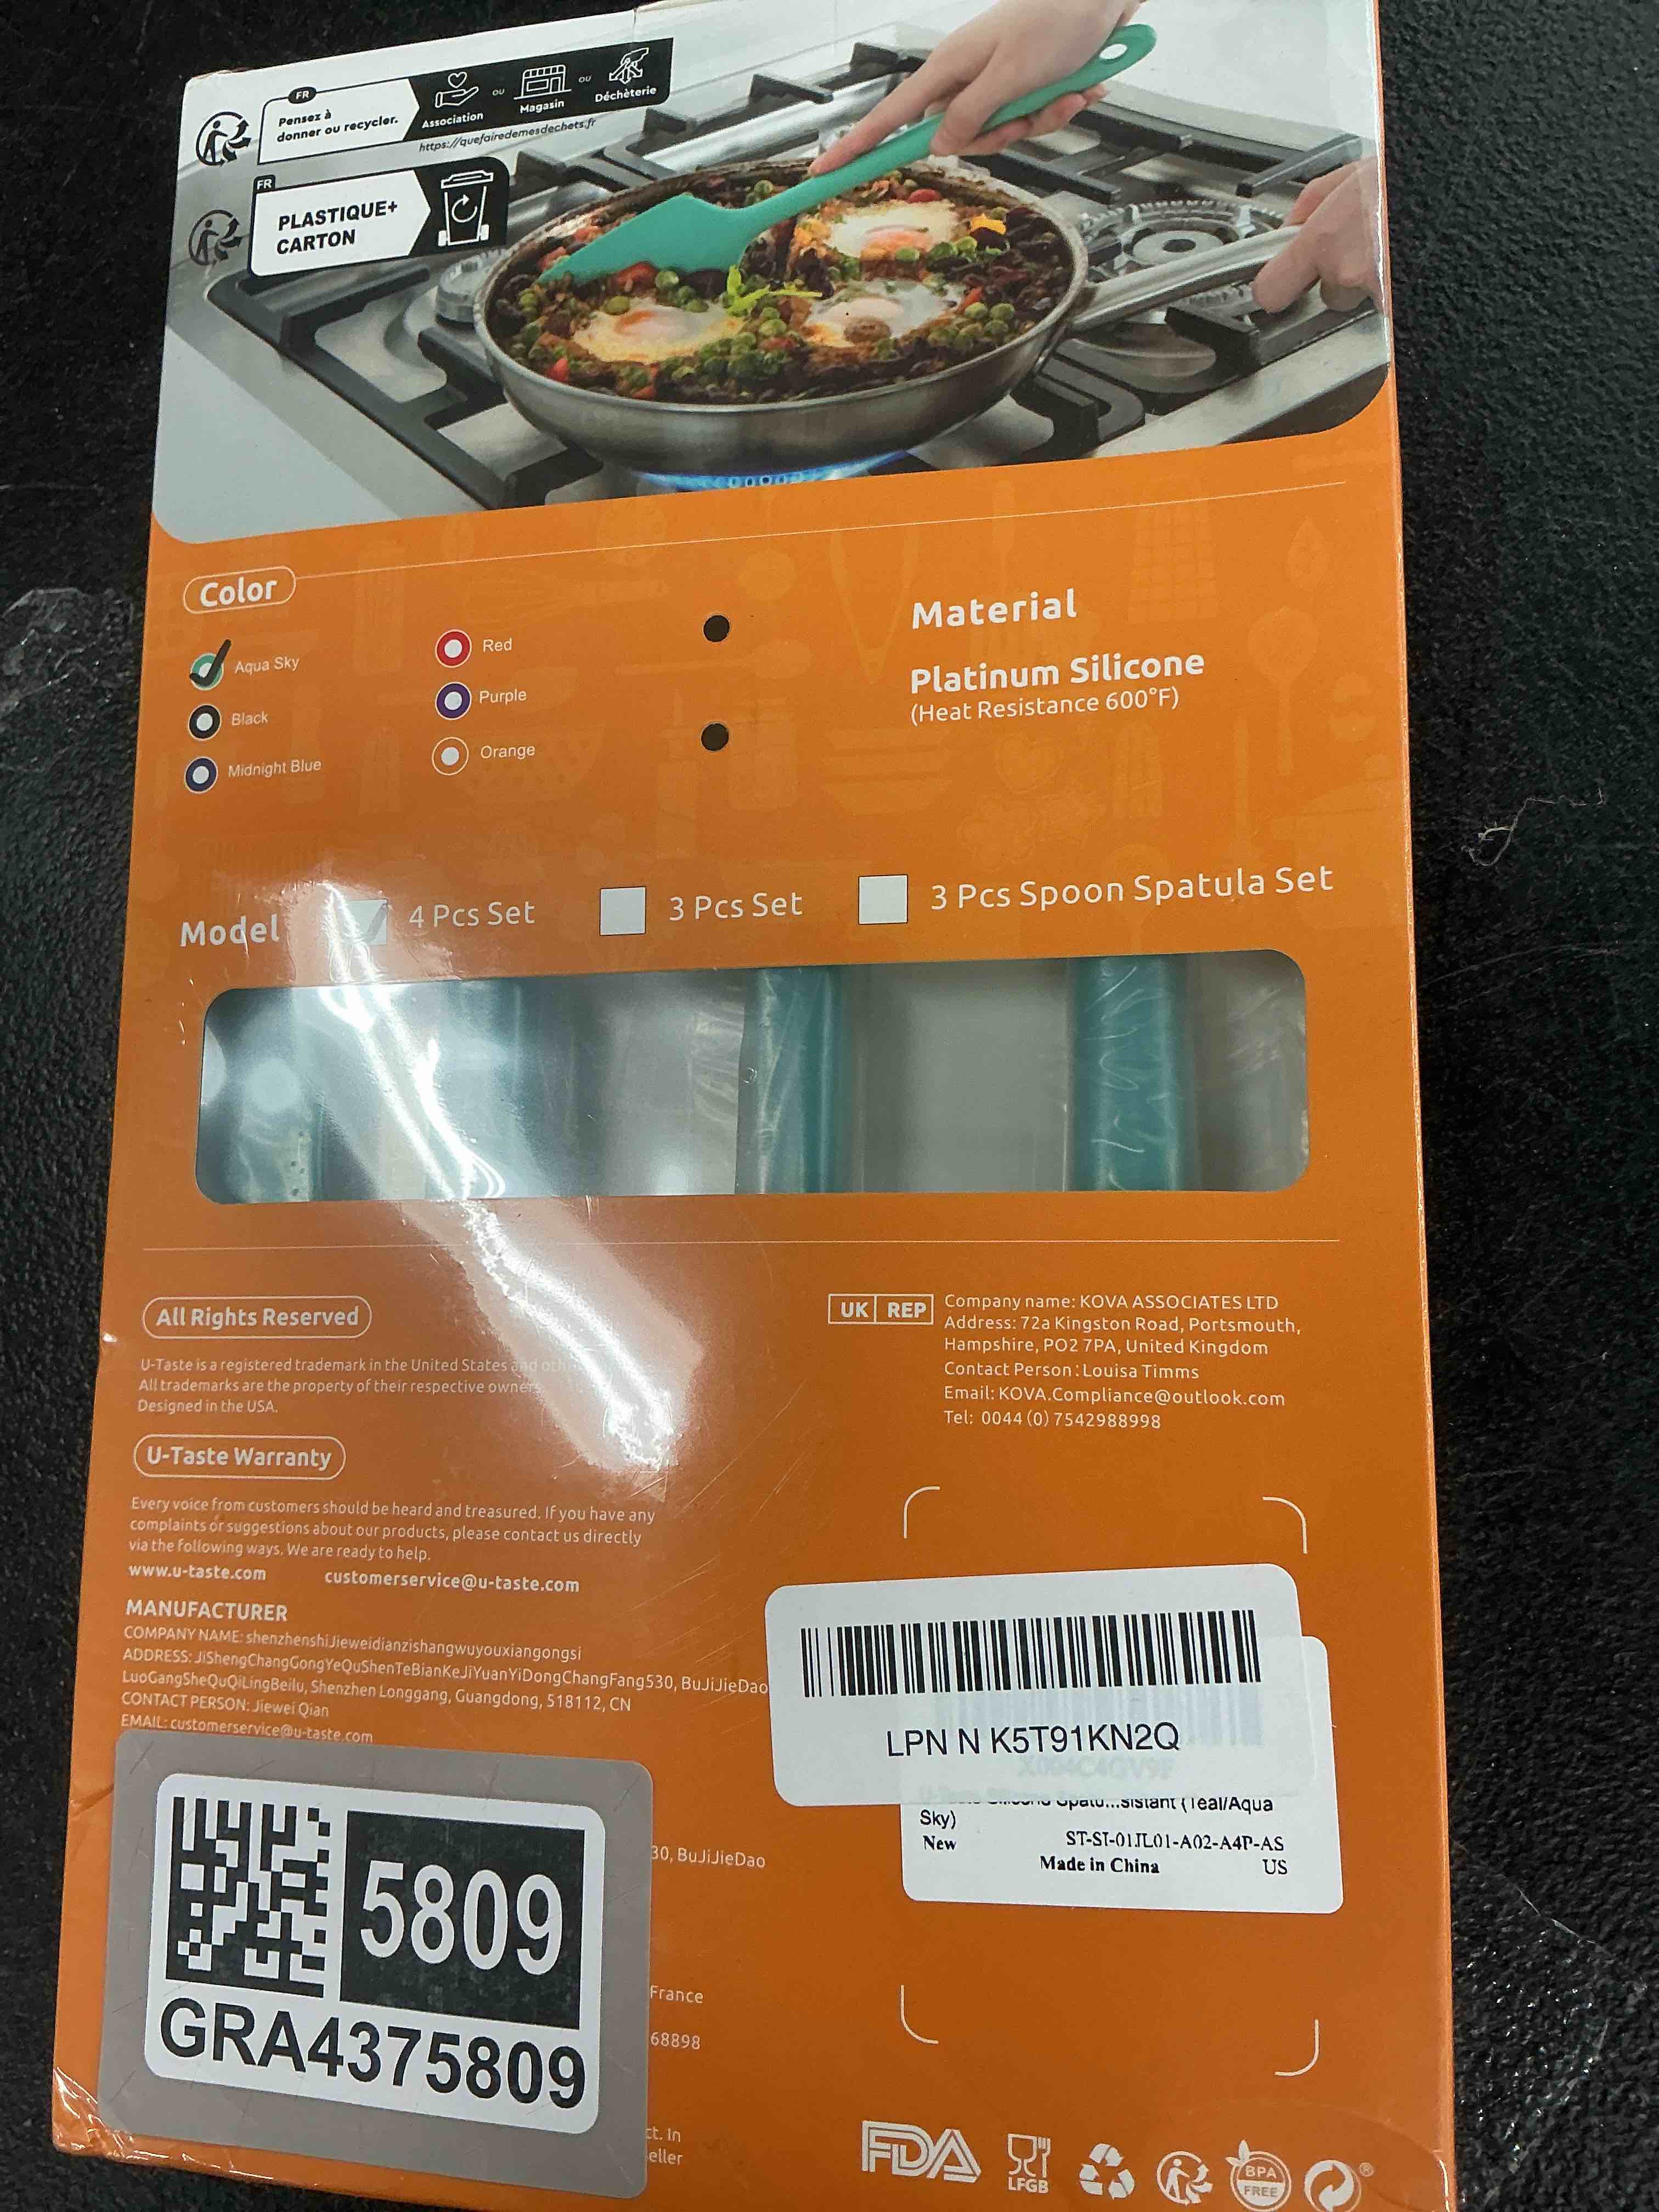 FR
Pensez à
donner ou recycler.
Association
OU
Magasin
OU
Déchèterie
https://quefairedemesdechets.fr
FR
PLASTIQUE+
CARTON
Color
Aqua Sky
Black
Midnight Blue
Red
Purple
Orange
Material
Platinum Silicone
(Heat Resistance 600°F)
Model
4 Pcs Set
3 Pcs Set
3 Pcs Spoon Spatula Set
All Rights Reserved
U-Taste is a registered trademark in the United States and
All trademarks are the property of their respective owners
Designed in the USA.
UK REP
Company name: KOVA ASSOCIATES LTD
Address: 72a Kingston Road, Portsmouth,
Hampshire, PO2 7PA, United Kingdom
Contact Person: Louisa Timms
Email: KOVA.Compliance@outlook.com
Tel: 0044 (0) 7542988998
U-Taste Warranty
Every voice from customers should be heard and treasured. If you have any
complaints or suggestions about our products, please contact us directly
via the following ways. We are ready to help.
www.u-taste.com customerservice@u-taste.com
MANUFACTURER
COMPANY NAME: shenzhenshiJieweidianzishangwuyouxiangongsi
ADDRESS: JiShengChangGongYeQuShenTeBianKeJiYuanYiDongChangFang530, BuJiJieDao
LuoGangSheQuQiLingBeilu, Shenzhen Longgang, Guangdong, 518112, CN
CONTACT PERSON: Jiewei Qian
EMAIL: customerservice@u-taste.com
30, BuJiJieDao
France
68898
ct. In
eller
5809
GRA4375809
LPN N K5T91KN2Q
Spatu...sistant (Teal/Aqua
Sky)
New
ST-SI-01JL01-A02-A4P-AS
Made in China
US
FDA
LFGB
BPA
FREE
®